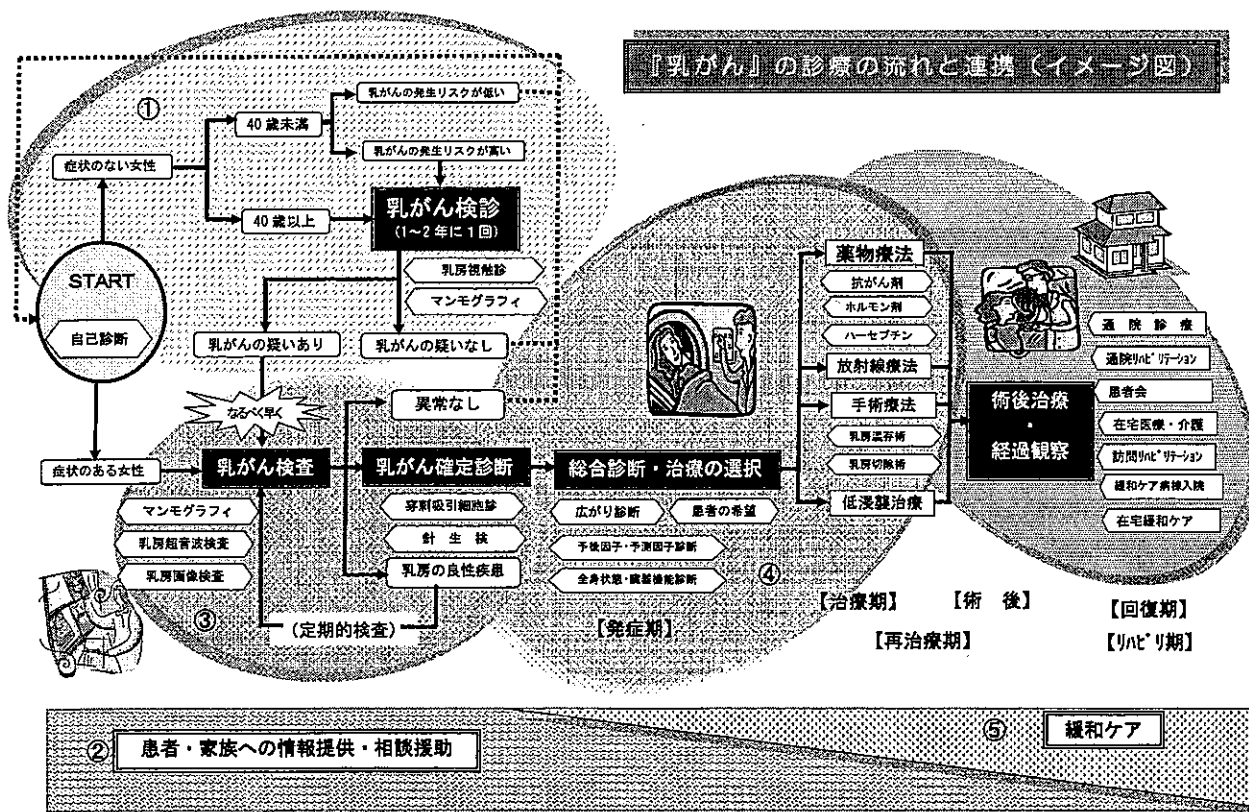 『乳がん』の診療の流れと連携（イメージ図）
①
乳がんの発生リスクが低い
40歳未満
乳がんの発生リスクが高い
症状のない女性
乳がん検診
(1～2年に1回)
40歳以上
乳房視触診
マンモグラフィ
START
自己診断
乳がんの疑いあり
乳がんの疑いなし
なるべく早く
異常なし
症状のある女性
乳がん検査
乳がん確定診断
総合診断・治療の選択
マンモグラフィ
乳房超音波検査
乳房画像検査
穿刺吸引細胞診
針生検
乳房の良性疾患
(定期的検査)
③
広がり診断
患者の希望
予後因子・予測因子診断
全身状態・臓器機能診断
④
薬物療法
抗がん剤
ホルモン剤
ハーセプチン
放射線療法
手術療法
乳房温存術
乳房切除術
低侵襲治療
術後治療
・
経過観察
通院診療
通院リハビリテーション
患者会
在宅医療・介護
訪問リハビリテーション
緩和ケア病棟入院
在宅緩和ケア
【発症期】
【治療期】
【術　後】
【回復期】
【再治療期】
【リハビリ期】
②
患者・家族への情報提供・相談援助
⑤
緩和ケア